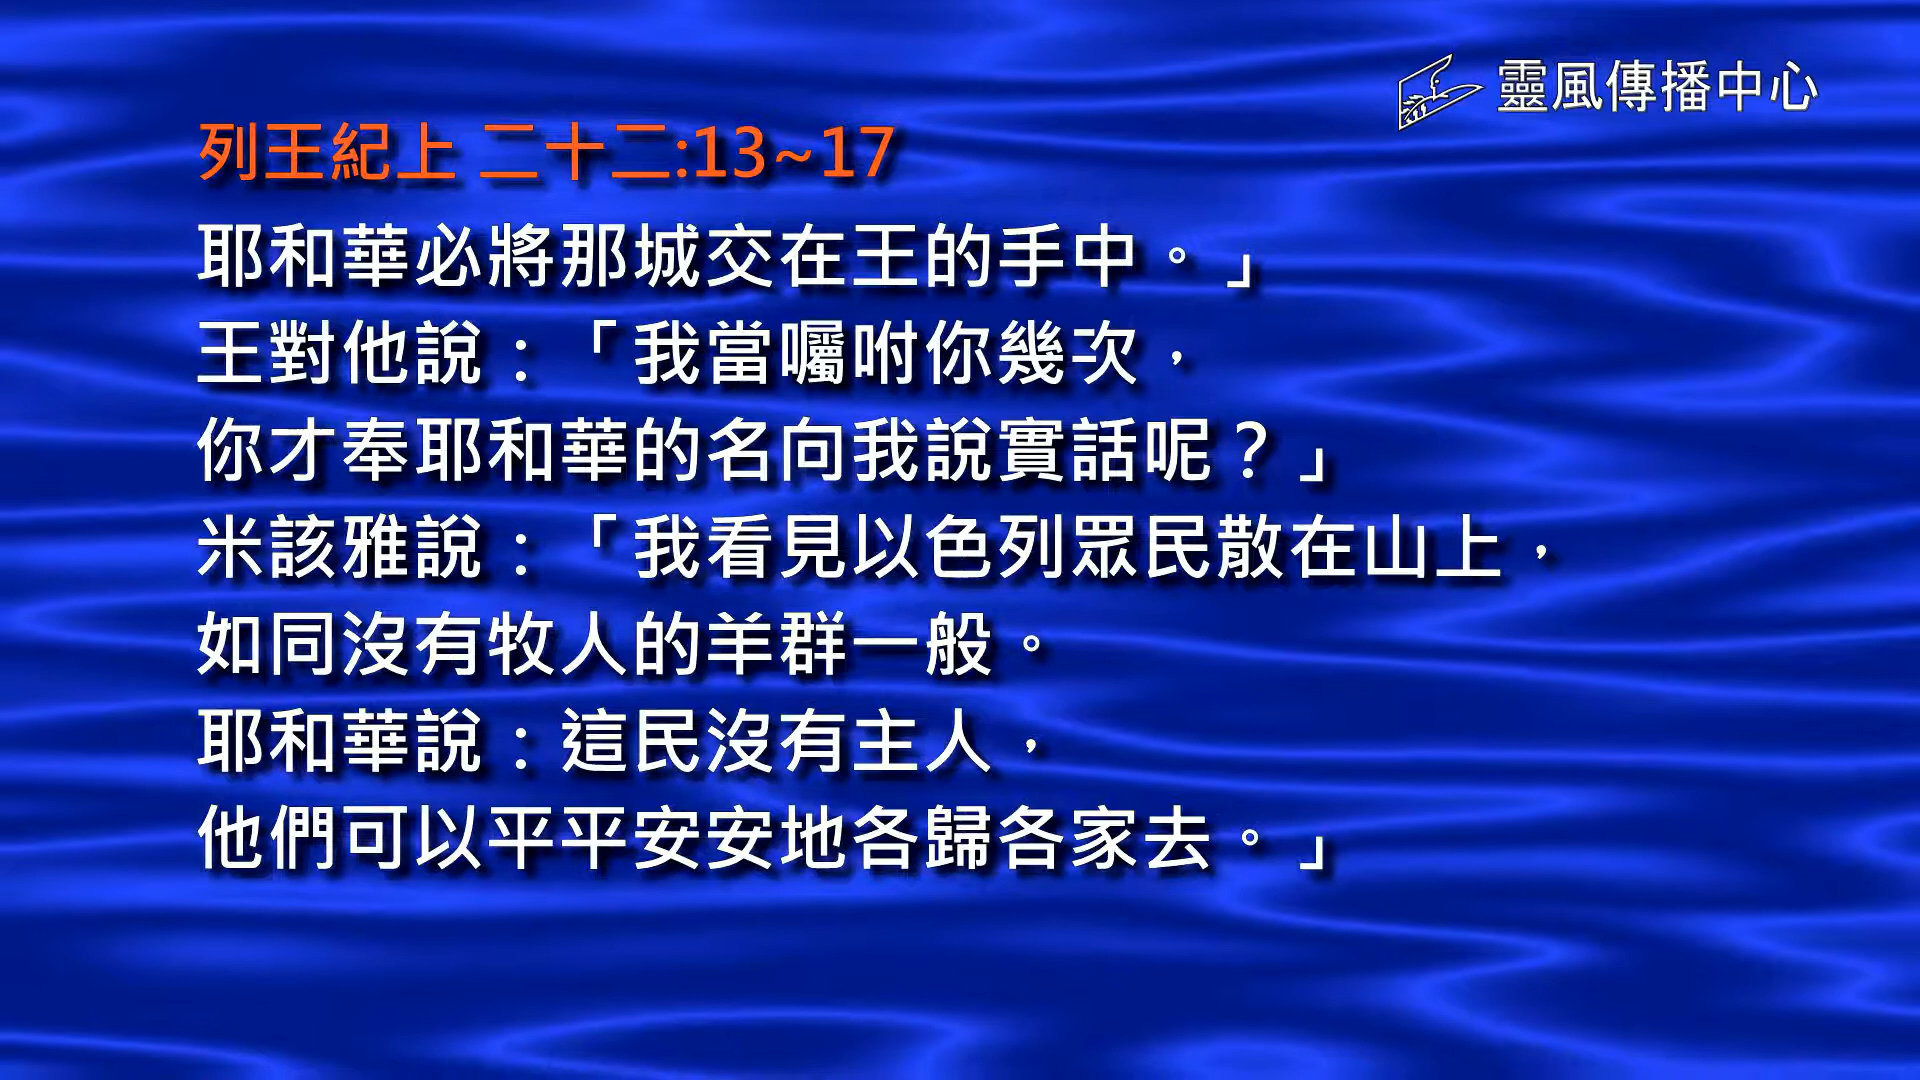 靈風傳播中心
列王紀上 二十二:13~17
耶和華必將那城交在王的手中。」
王對他說：「我當囑咐你幾次，
你才奉耶和華的名向我說實話呢？」
米該雅說：「我看見以色列眾民散在山上，
如同沒有牧人的羊群一般。
耶和華說：這民沒有主人，
他們可以平平安安地各歸各家去。」